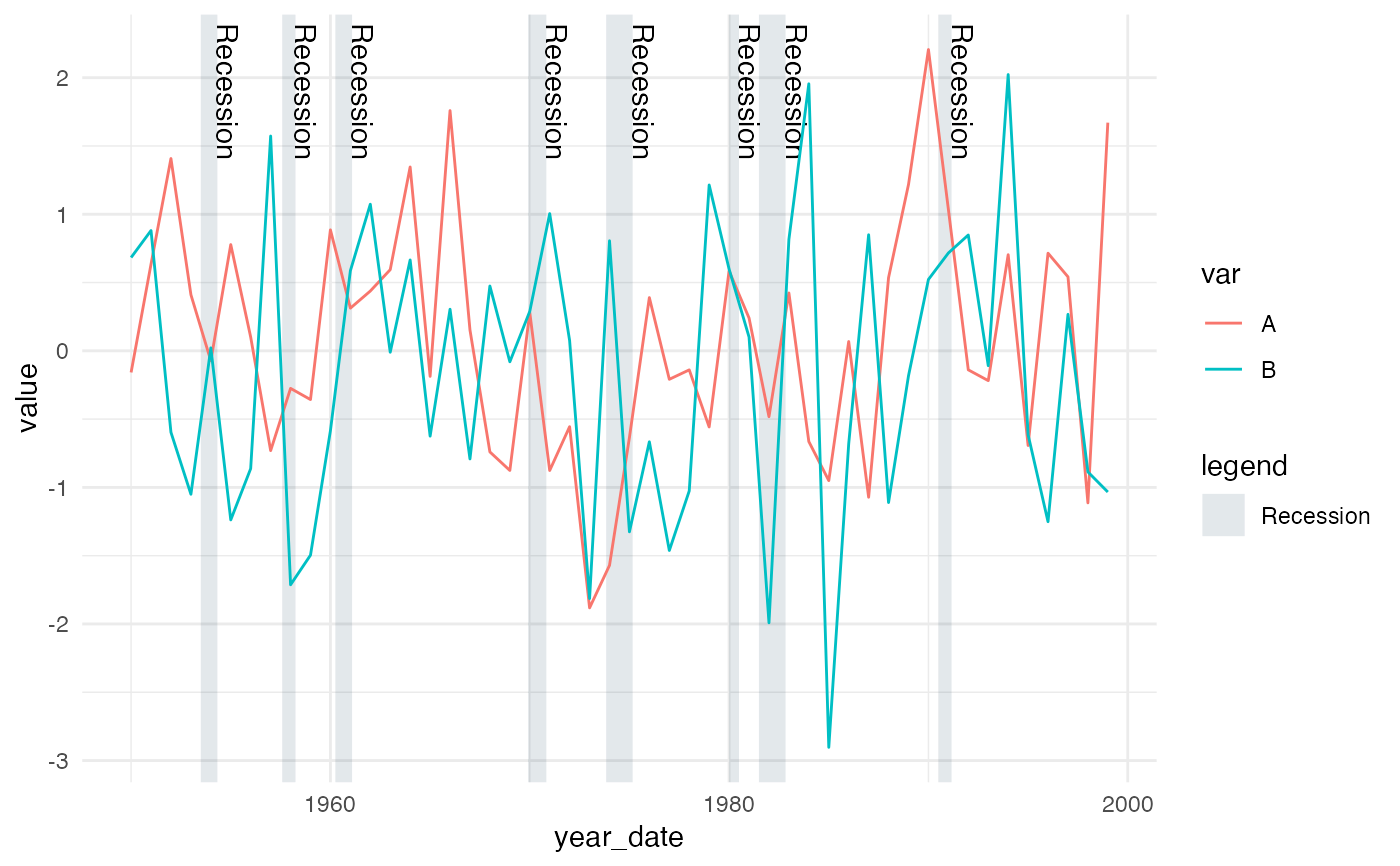 Recession
Recession
Recession
Recession
Recession
Recession
Recession
Recession
2
1
0
-1
-2
-3
value
1960
1980
2000
year_date
var
A
B
legend
Recession